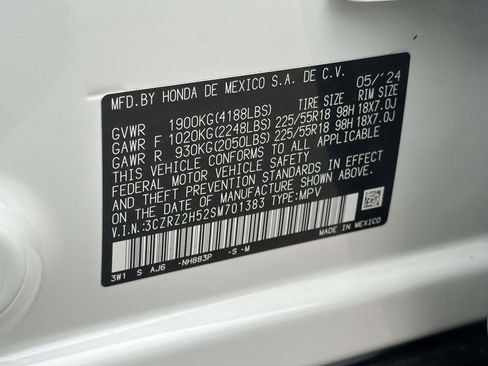 MFD.BY HONDA DE MEXICO S.A. DE C.V. 05/'24
TIRE SIZE RIM SIZE
GVWR 1900KG(4188LBS)
GAWR F 1020KG(2248LBS) 225/55R18 98H 18X7.0J
GAWR R 930KG(2050LBS) 225/55R18 98H 18X7.0J
THIS VEHICLE CONFORMS TO ALL APPLICABLE
FEDERAL MOTOR VEHICLE SAFETY
AND THEFT PREVENTION STANDARDS IN EFFECT
ON THE DATE OF MANUFACTURE SHOWN ABOVE.
V.I.N.:3CZRZ2H52SM701383 TYPE:MPV
MADE IN MEXICO
3W1 S AJ6 -NH883P -S -M